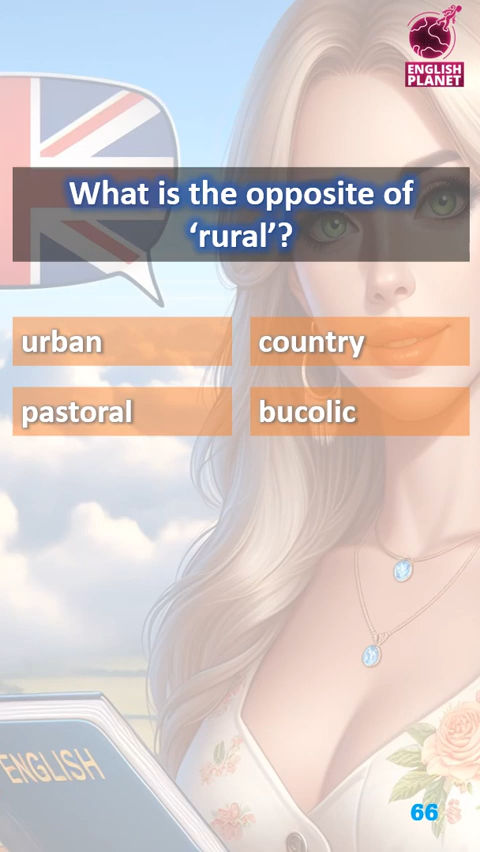 ENGLISH
PLANET
What is the opposite of
‘rural’?
urban
country
pastoral
bucolic
ENGLISH
66